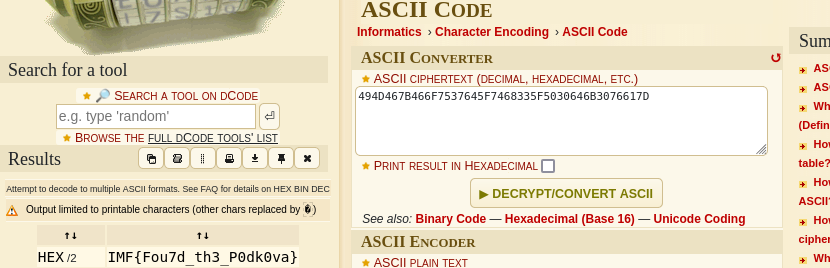 Search for a tool
★ 🔎 Search a tool on dCode
e.g. type 'random'
★ Browse the full dCode tools' list
Results
Attempt to decode to multiple ASCII formats. See FAQ for details on HEX BIN DEC
Output limited to printable characters (other chars replaced by �)
↑↓ ↑↓
HEX /2 IMF{Fou7d_th3_P0dk0va}
ASCII Code
Informatics › Character Encoding › ASCII Code
ASCII Converter
★ ASCII ciphertext (decimal, hexadecimal, etc.)
494D467B466F7537645F7468335F5030646B3076617D
★ Print result in Hexadecimal
▶ DECRYPT/CONVERT ASCII
See also: Binary Code — Hexadecimal (Base 16) — Unicode Coding
ASCII Encoder
★ ASCII plain text
Sum
ASC
ASC
Wh
(Defin
How
table?
How
ASCII?
How
cipher
Wh